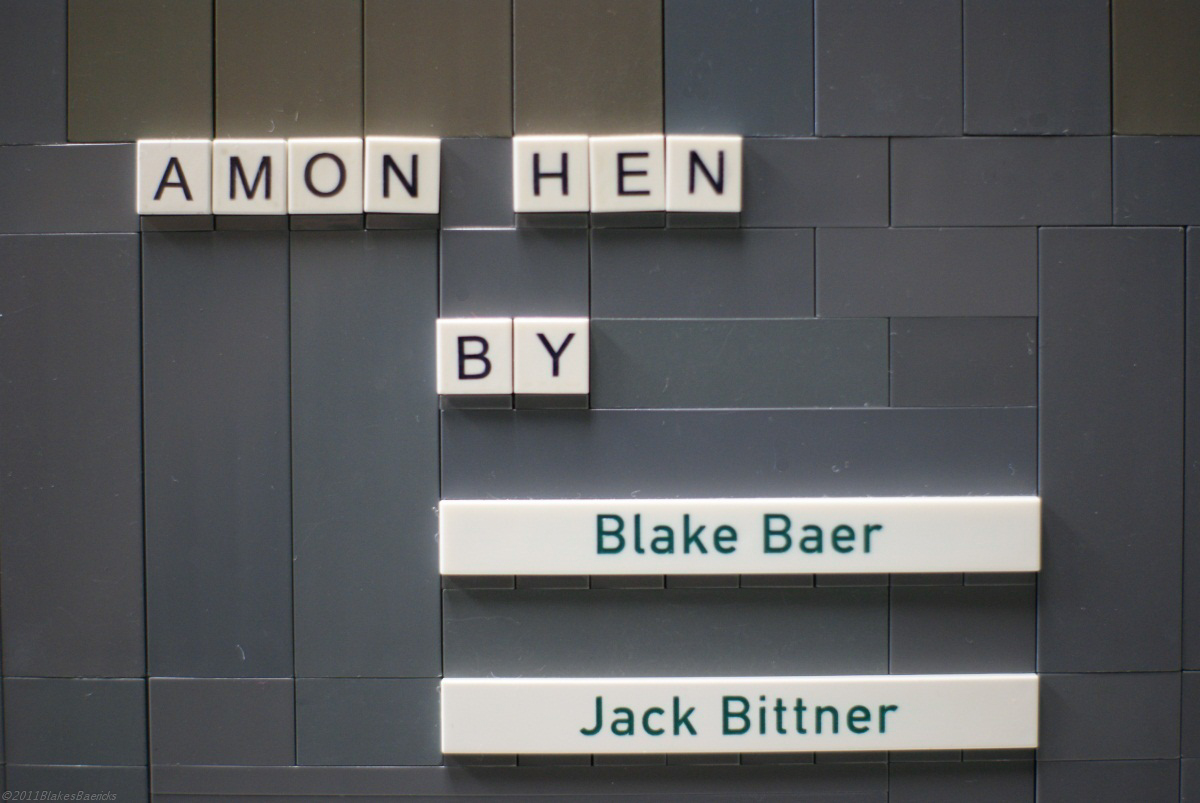 AMON HEN
BY
Blake Baer
Jack Bittner
©2011BlakesBaericks